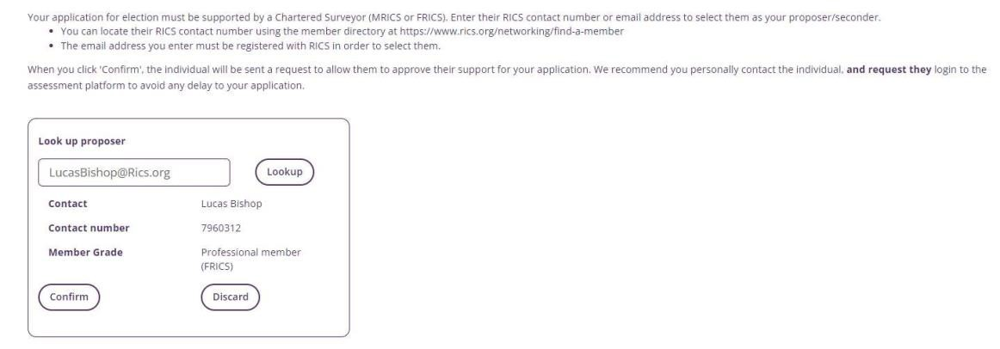 Your application for election must be supported by a Chartered Surveyor (MRICS or FRICS). Enter their RICS contact number or email address to select them as your proposer/seconder.
• You can locate their RICS contact number using the member directory at https://www.rics.org/networking/find-a-member
• The email address you enter must be registered with RICS in order to select them.
When you click 'Confirm', the individual will be sent a request to allow them to approve their support for your application. We recommend you personally contact the individual, and request they login to the
assessment platform to avoid any delay to your application.
Look up proposer
LucasBishop@Rics.org Lookup
Contact Lucas Bishop
Contact number 7960312
Member Grade Professional member
(FRICS)
Confirm Discard